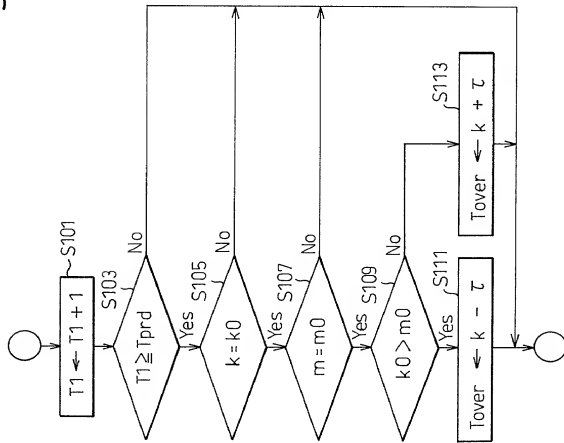 )
T1 ← T1 + 1
S101
S103
T1 ≧ Tprd
No
Yes
S105
k = k0
No
Yes
S107
m = m0
No
Yes
S109
k0 > m0
No
Yes
S111
Tover ← k - τ
S113
Tover ← k + τ